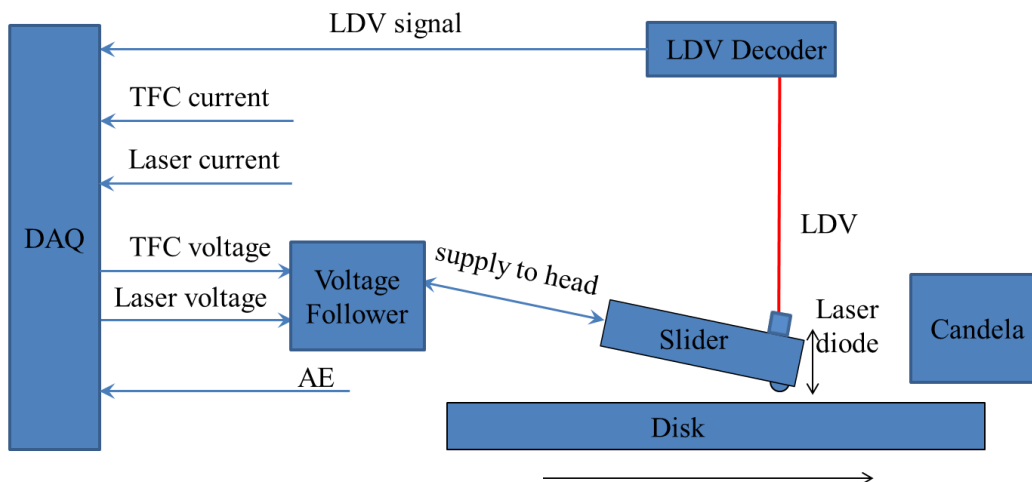 LDV signal
LDV Decoder
TFC current
Laser current
LDV
DAQ
TFC voltage
Laser voltage
Voltage
Follower
supply to head
Laser
diode
Slider
Candela
AE
Disk